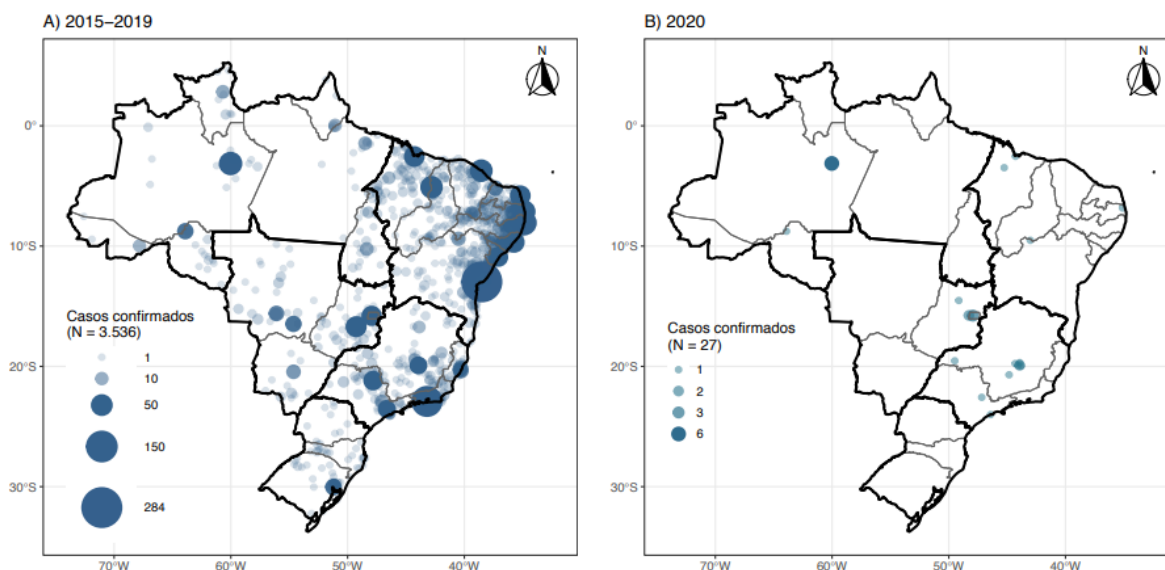 A) 2015–2019
N
0°
10°S
20°S
30°S
70°W
60°W
50°W
40°W
Casos confirmados
(N = 3.536)
1
10
50
150
284
B) 2020
N
0°
10°S
20°S
30°S
70°W
60°W
50°W
40°W
Casos confirmados
(N = 27)
1
2
3
6